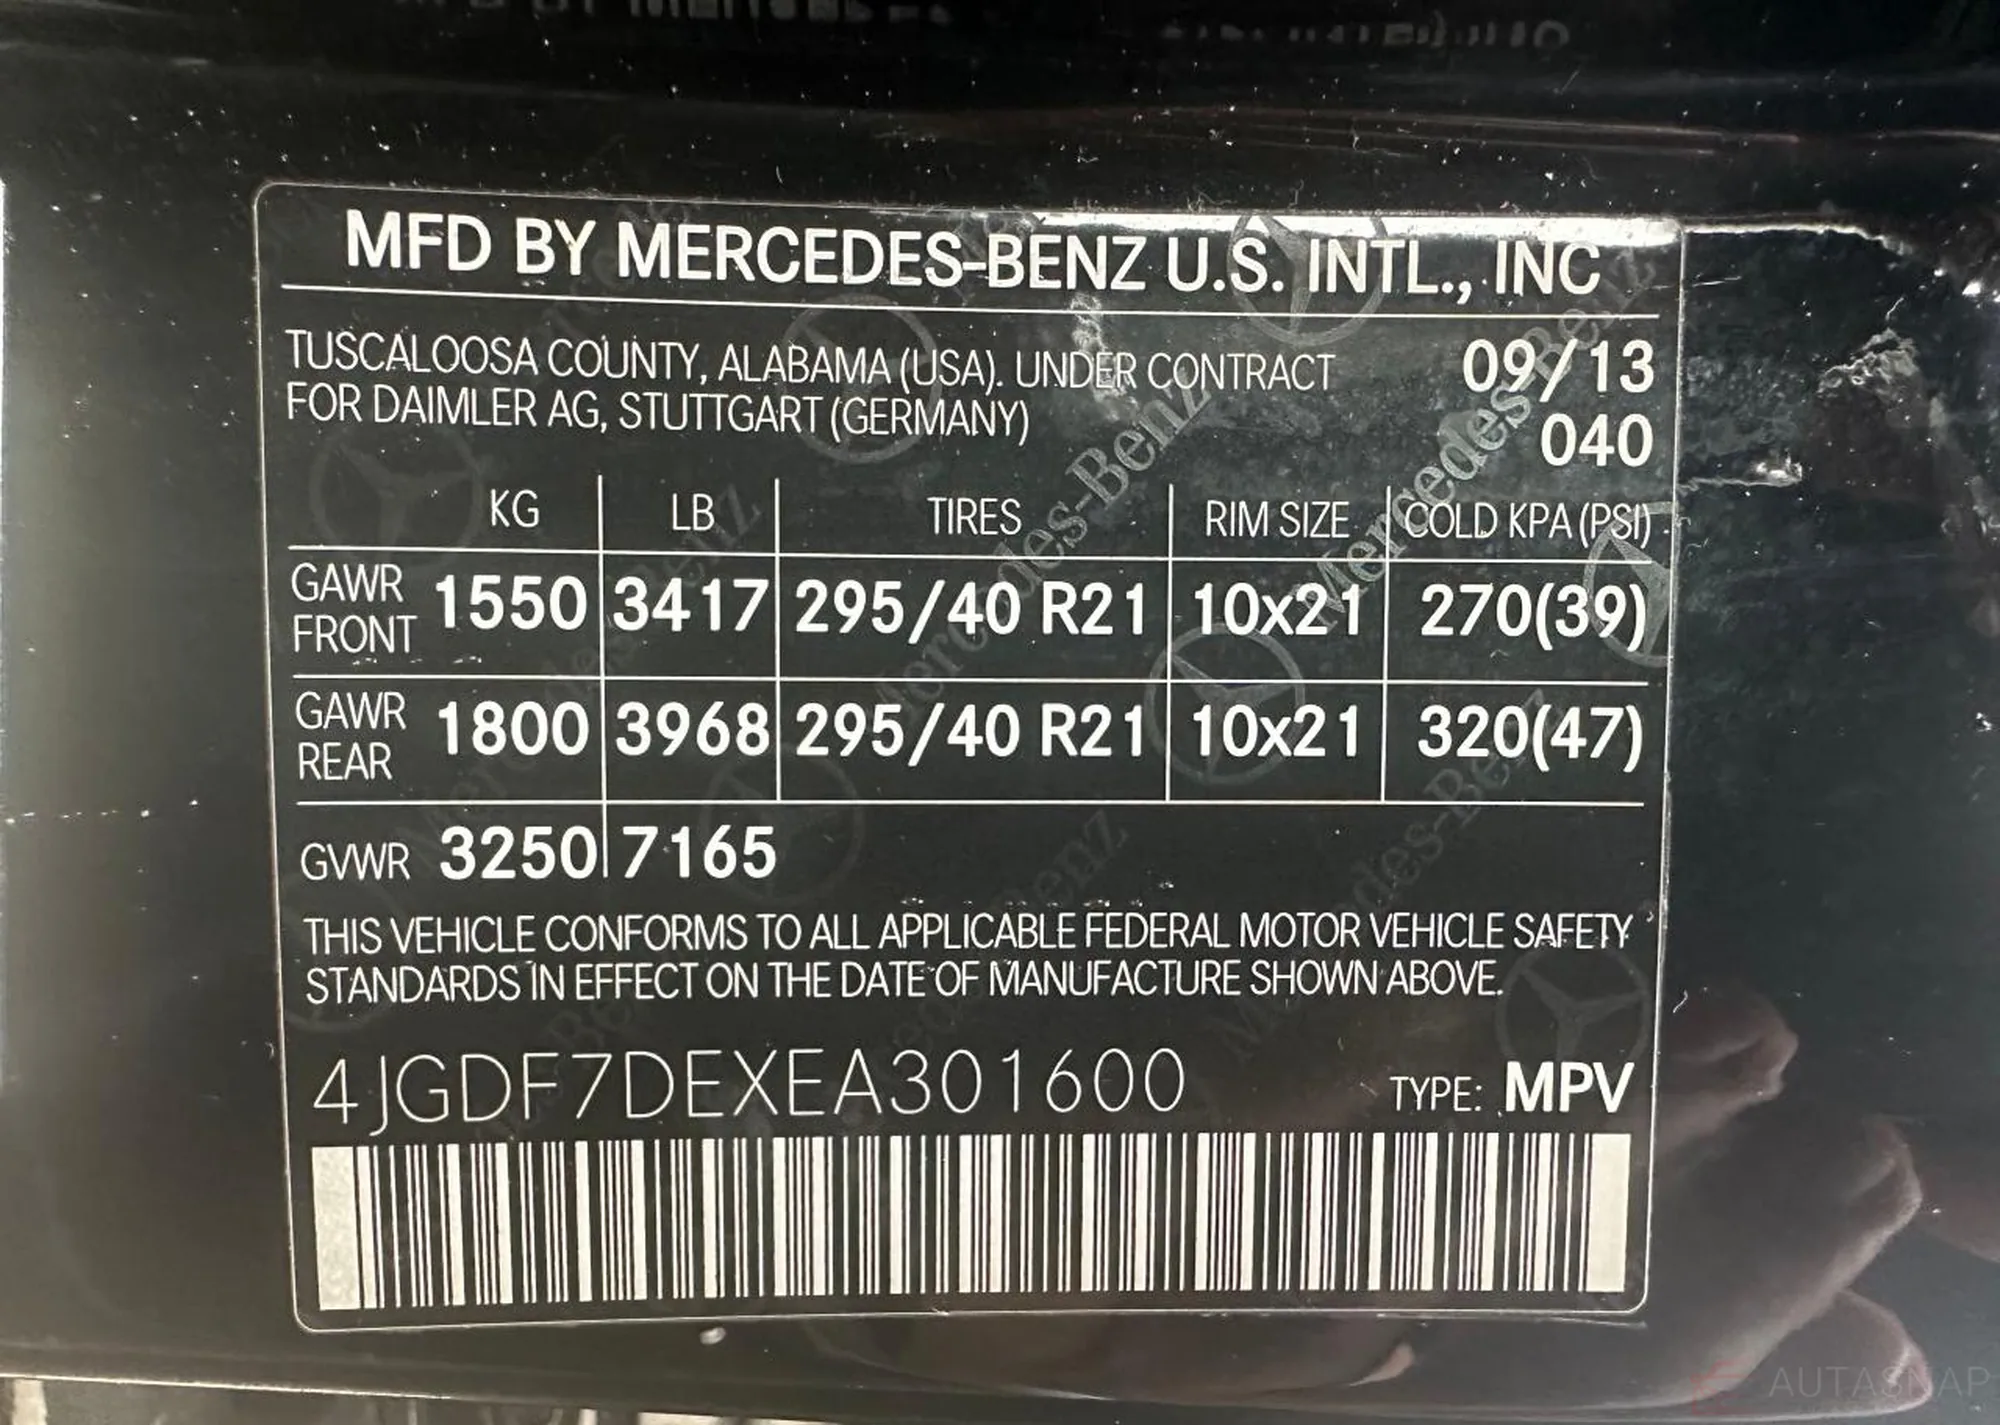 MFD BY MERCEDES-BENZ U.S. INTL., INC
TUSCALOOSA COUNTY, ALABAMA (USA). UNDER CONTRACT
FOR DAIMLER AG, STUTTGART (GERMANY)
09/13
040
KG LB TIRES RIM SIZE COLD KPA (PSI)
GAWR FRONT 1550 3417 295/40 R21 10x21 270(39)
GAWR REAR 1800 3968 295/40 R21 10x21 320(47)
GVWR 3250 7165
THIS VEHICLE CONFORMS TO ALL APPLICABLE FEDERAL MOTOR VEHICLE SAFETY
STANDARDS IN EFFECT ON THE DATE OF MANUFACTURE SHOWN ABOVE.
4JGDF7DEXEA301600 TYPE: MPV
Mercedes-Benz
AUTASNAP